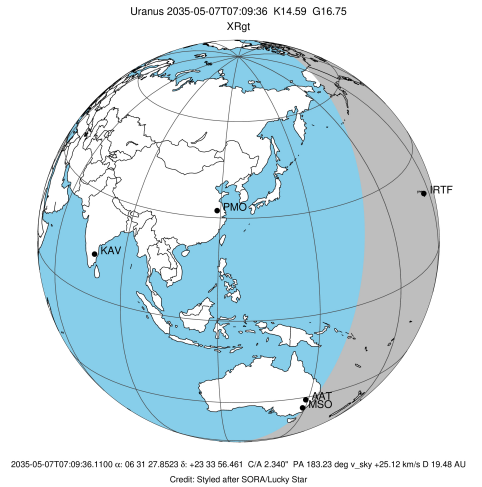 Uranus 2035-05-07T07:09:36 K14.59 G16.75
XRgt
IRTF
PMO
KAV
AAT
MSO
2035-05-07T07:09:36.1100 α: 06 31 27.8523 δ: +23 33 56.461 C/A 2.340" PA 183.23 deg v_sky +25.12 km/s D 19.48 AU
Credit: Styled after SORA/Lucky Star